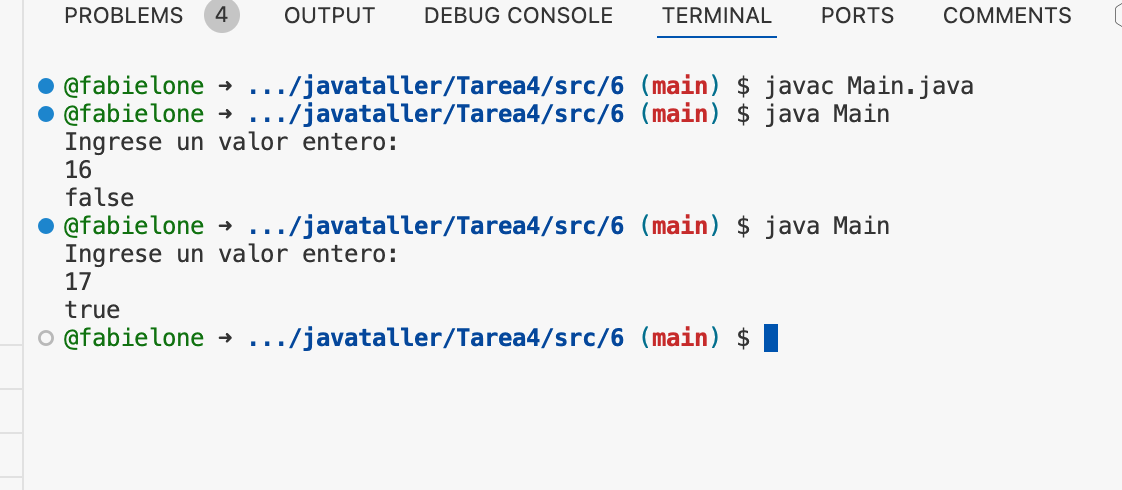 PROBLEMS 4 OUTPUT DEBUG CONSOLE TERMINAL PORTS COMMENTS
@fabielone → .../javataller/Tarea4/src/6 (main) $ javac Main.java
@fabielone → .../javataller/Tarea4/src/6 (main) $ java Main
Ingrese un valor entero:
16
false
@fabielone → .../javataller/Tarea4/src/6 (main) $ java Main
Ingrese un valor entero:
17
true
@fabielone → .../javataller/Tarea4/src/6 (main) $